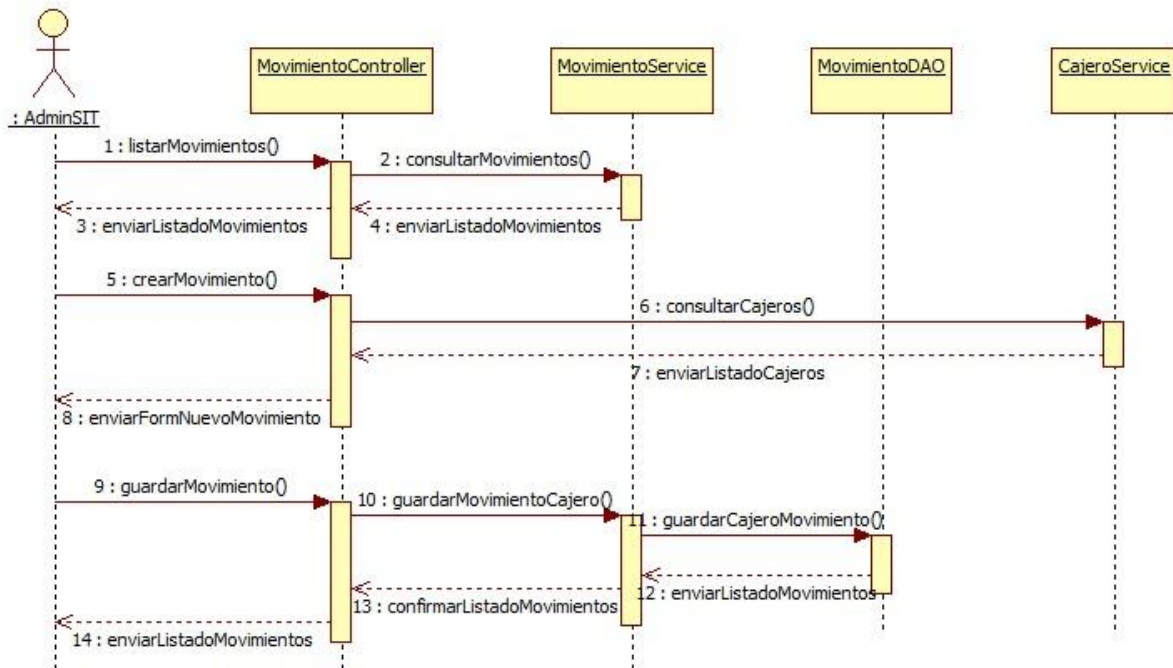 MovimientoController
MovimientoService
MovimientoDAO
CajeroService
: AdminSIT
1 : listarMovimientos()
2 : consultarMovimientos()
3 : enviarListadoMovimientos
4 : enviarListadoMovimientos
5 : crearMovimiento()
6 : consultarCajeros()
7 : enviarListadoCajeros
8 : enviarFormNuevoMovimiento
9 : guardarMovimiento()
10 : guardarMovimientoCajero()
11 : guardarCajeroMovimiento()
12 : enviarListadoMovimientos
13 : confirmarListadoMovimientos
14 : enviarListadoMovimientos